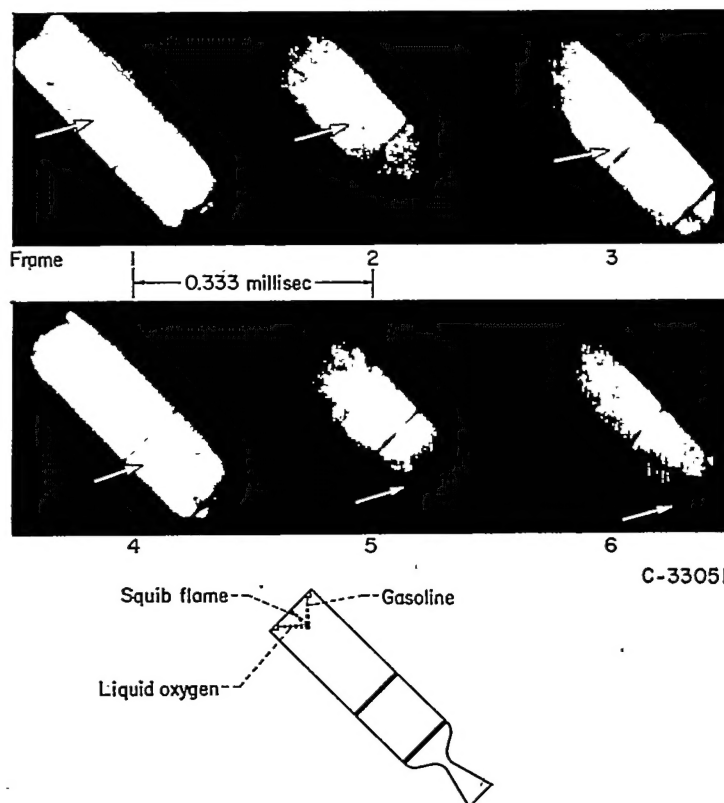 Frame 1 2 3
0.333 millisec
4 5 6
C-33051
Squib flame
Gasoline
Liquid oxygen